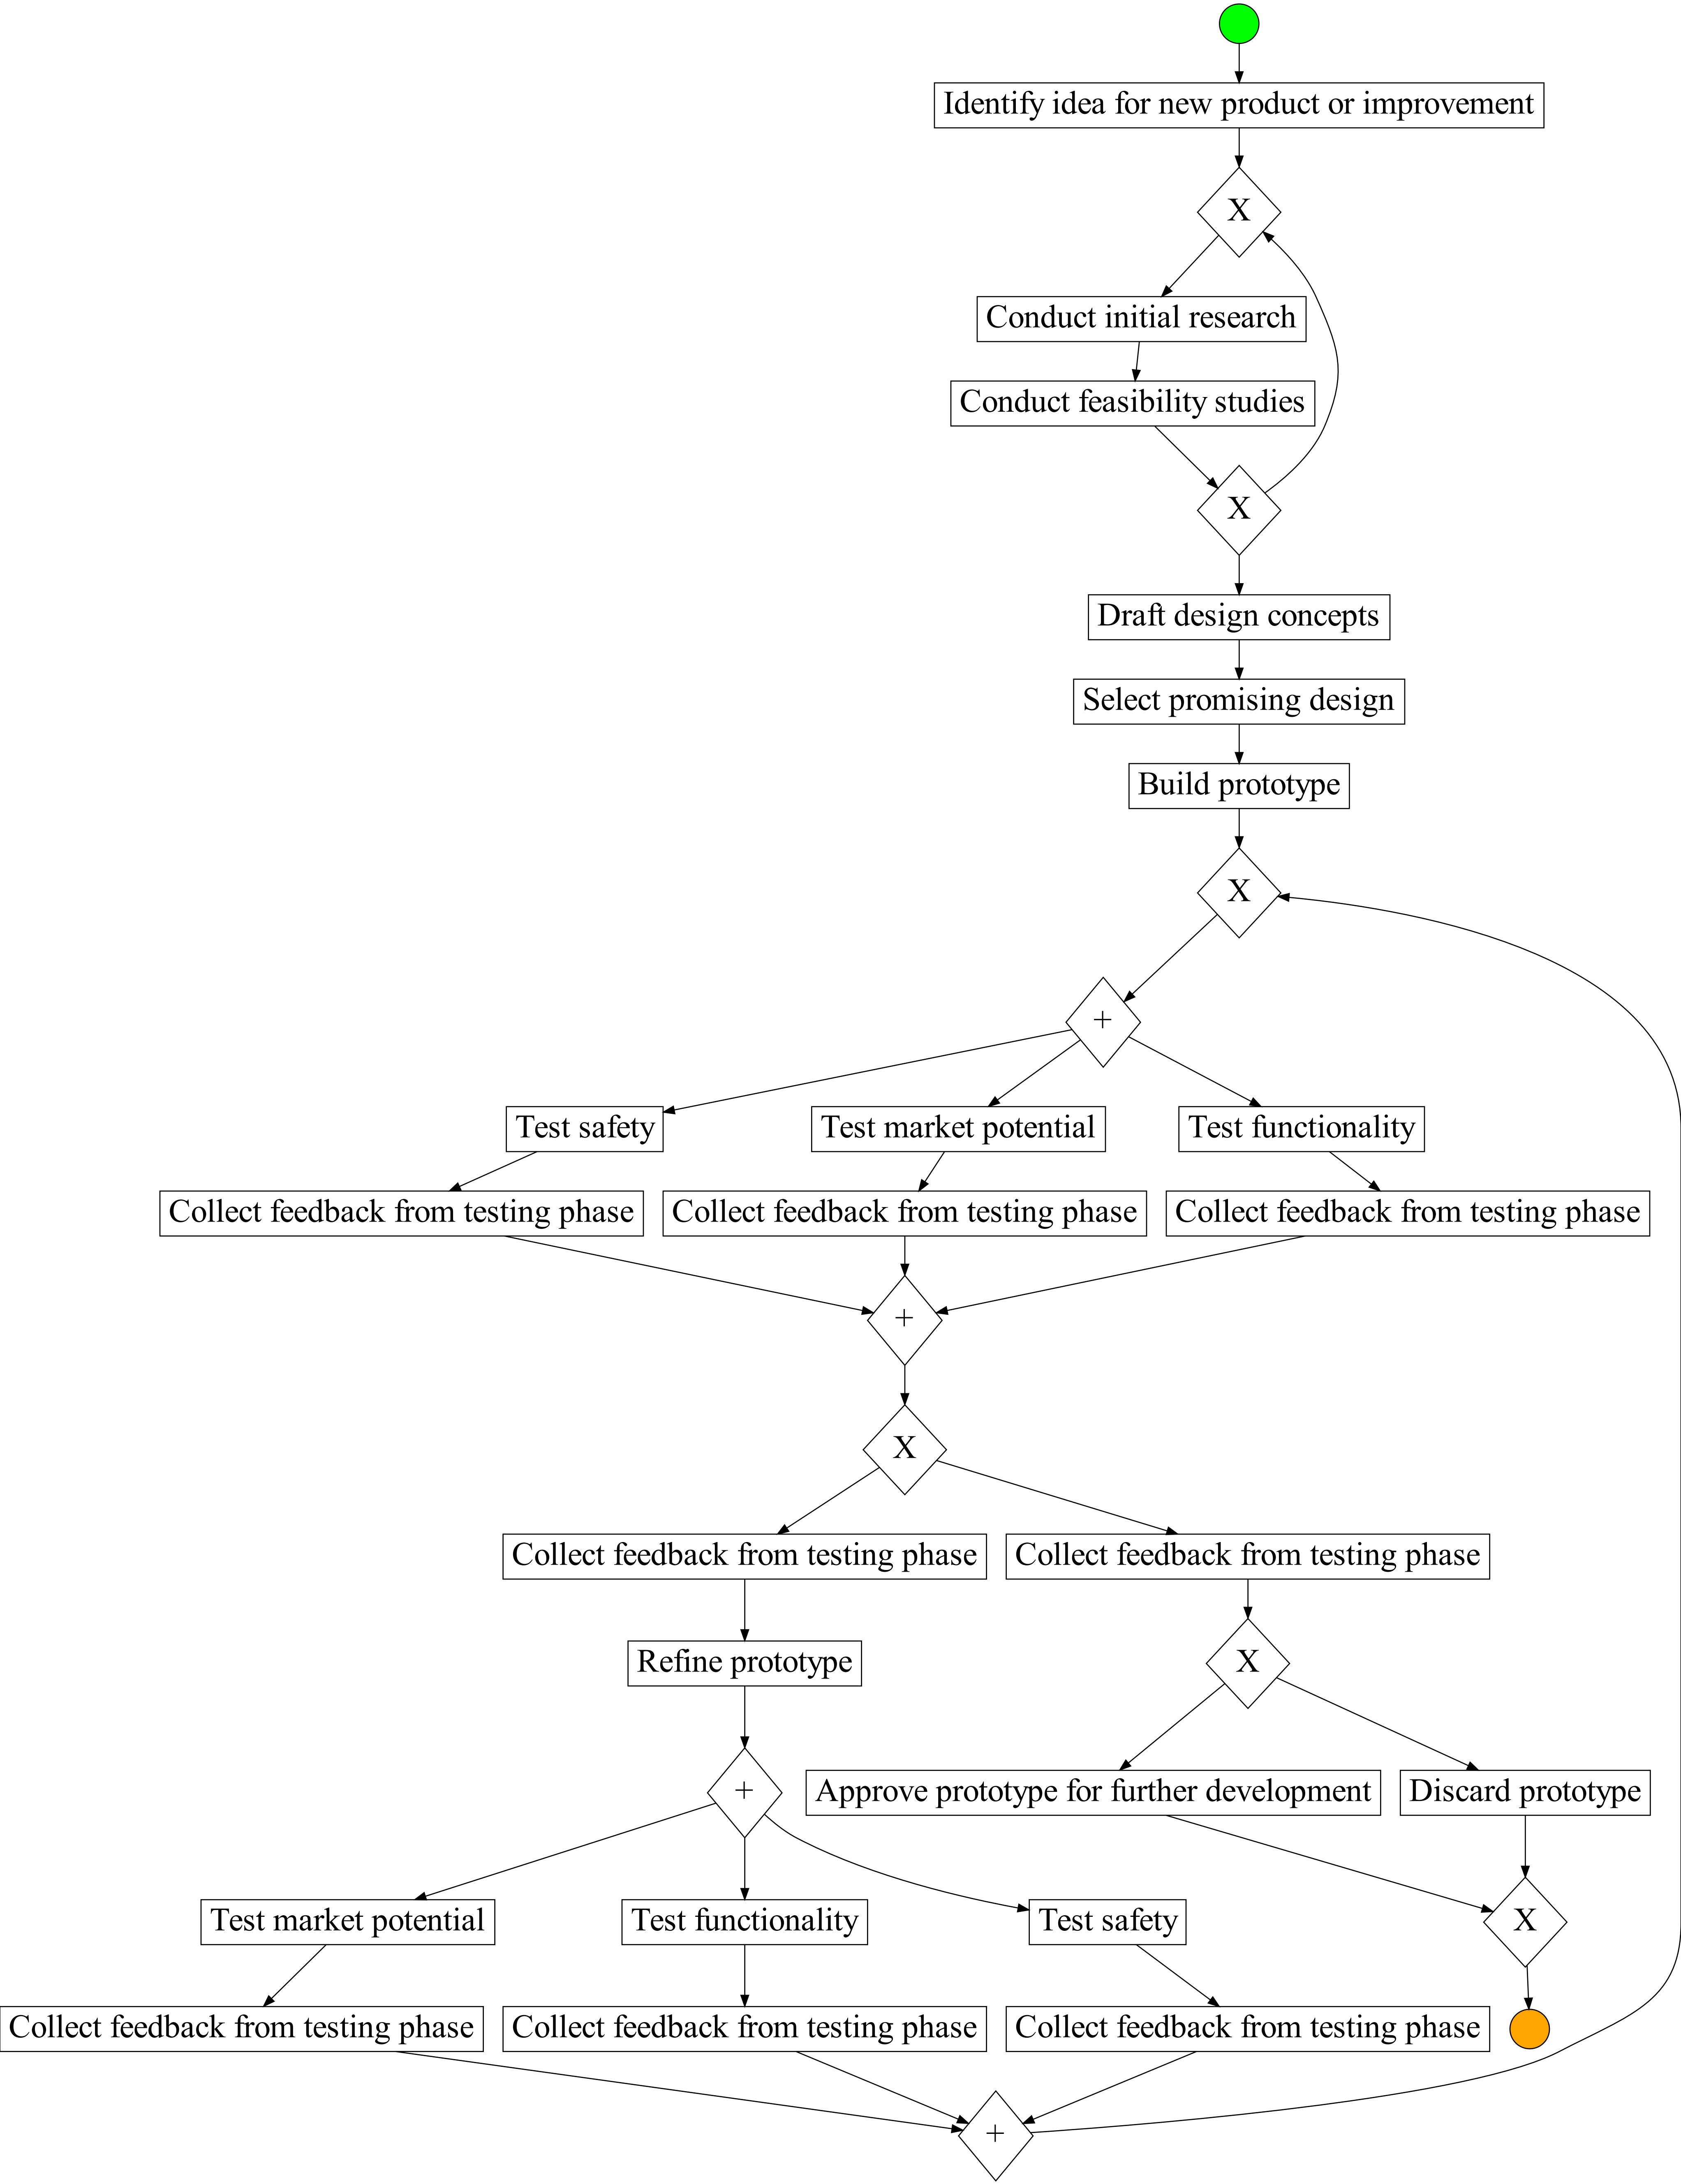 Identify idea for new product or improvement
X
Conduct initial research
Conduct feasibility studies
X
Draft design concepts
Select promising design
Build prototype
X
+
Test safety
Test market potential
Test functionality
Collect feedback from testing phase
Collect feedback from testing phase
Collect feedback from testing phase
+
X
Collect feedback from testing phase
Collect feedback from testing phase
Refine prototype
X
+
Approve prototype for further development
Discard prototype
Test market potential
Test functionality
Test safety
X
Collect feedback from testing phase
Collect feedback from testing phase
Collect feedback from testing phase
+